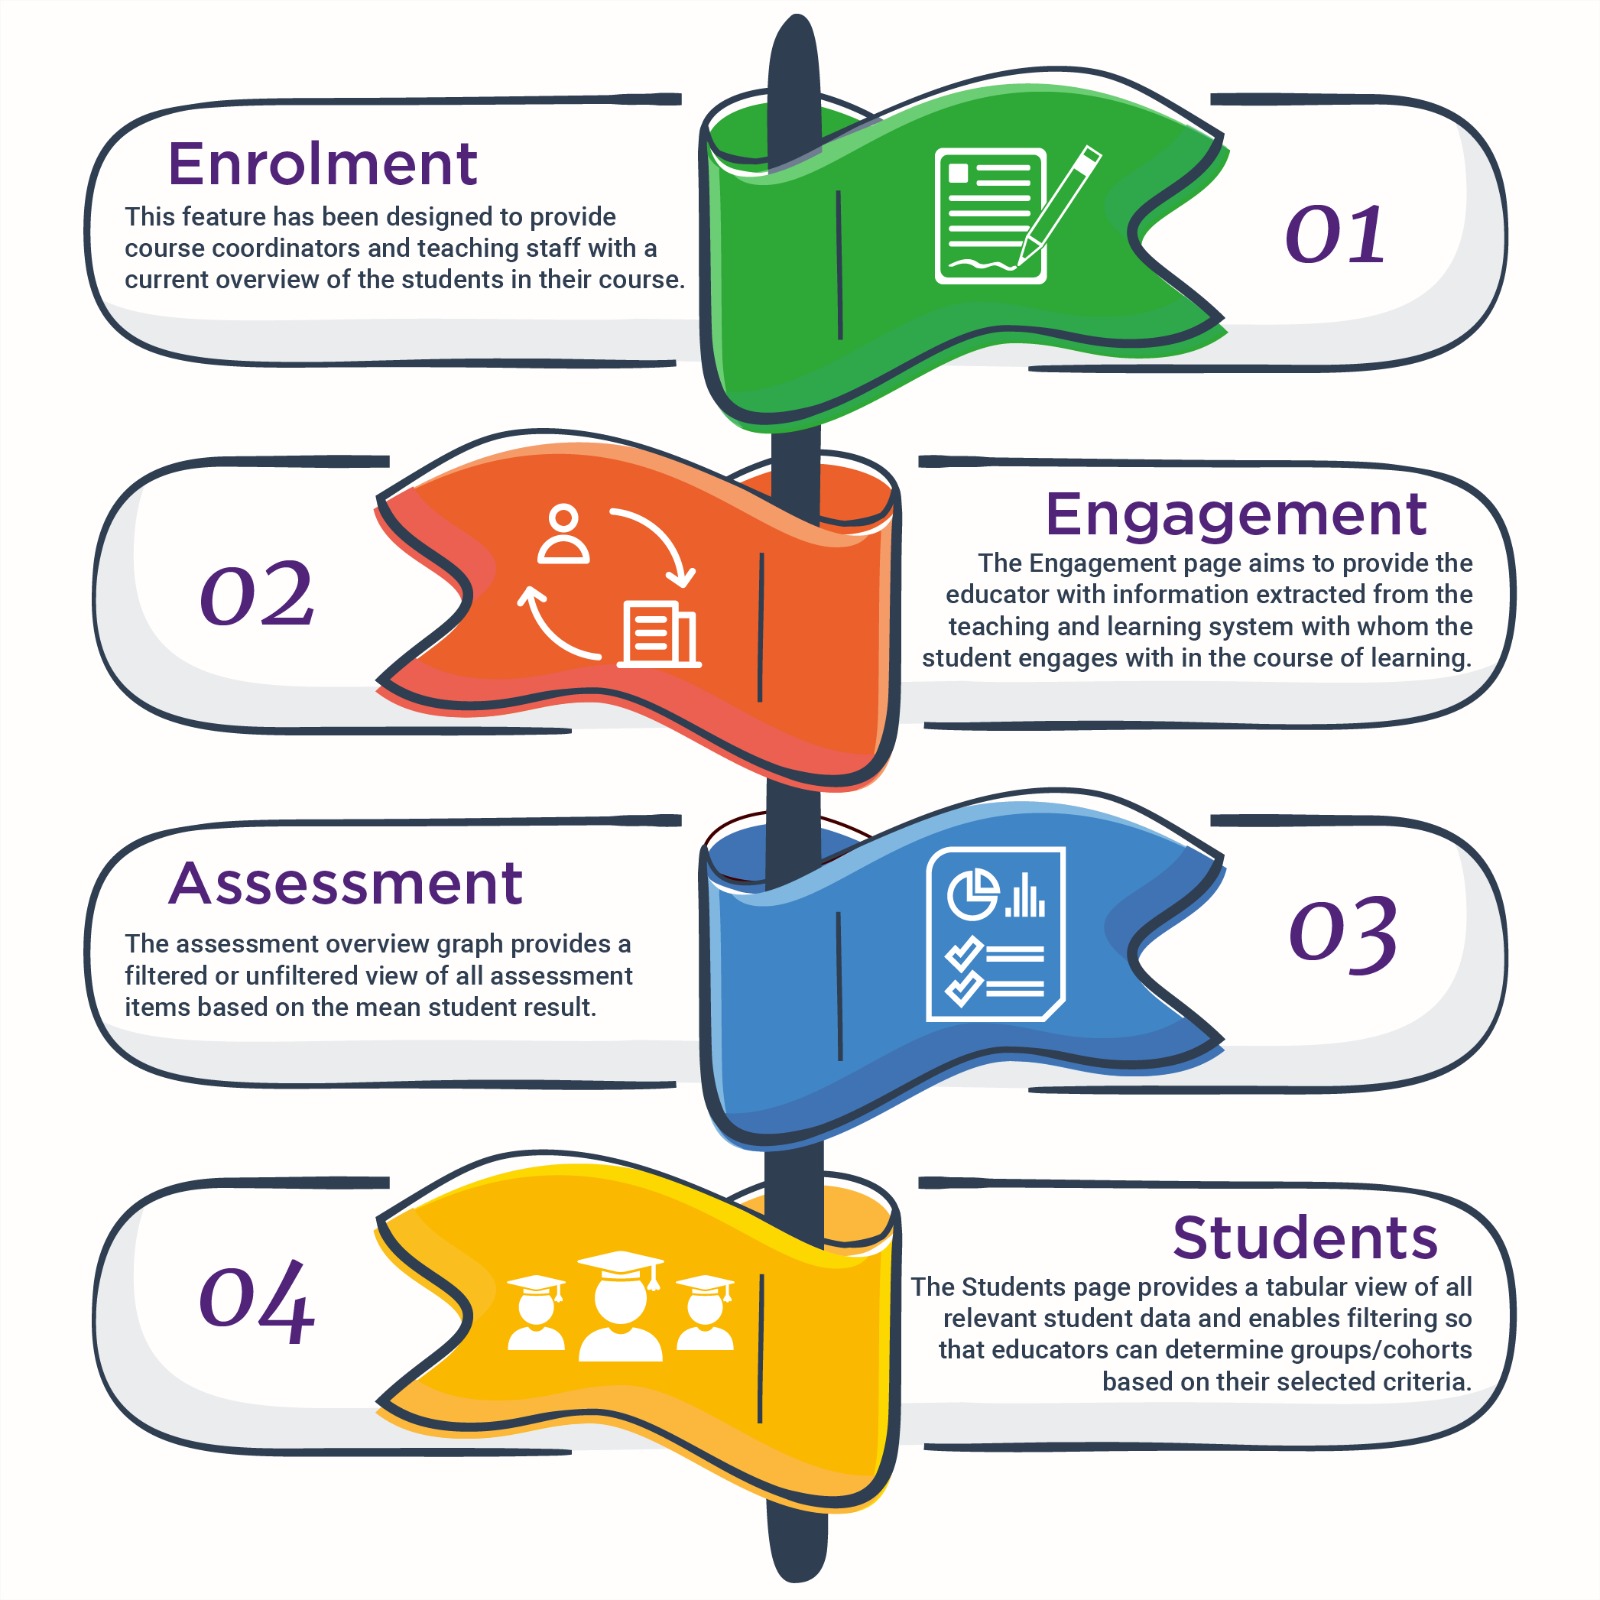 Enrolment
This feature has been designed to provide
course coordinators and teaching staff with a
current overview of the students in their course.
01
02
Engagement
The Engagement page aims to provide the
educator with information extracted from the
teaching and learning system with whom the
student engages with in the course of learning.
Assessment
The assessment overview graph provides a
filtered or unfiltered view of all assessment
items based on the mean student result.
03
04
Students
The Students page provides a tabular view of all
relevant student data and enables filtering so
that educators can determine groups/cohorts
based on their selected criteria.